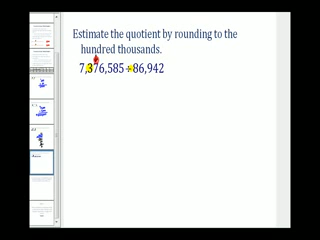 Estimate the quotient by rounding to the
hundred thousands.
7,376,585 ÷ 86,942